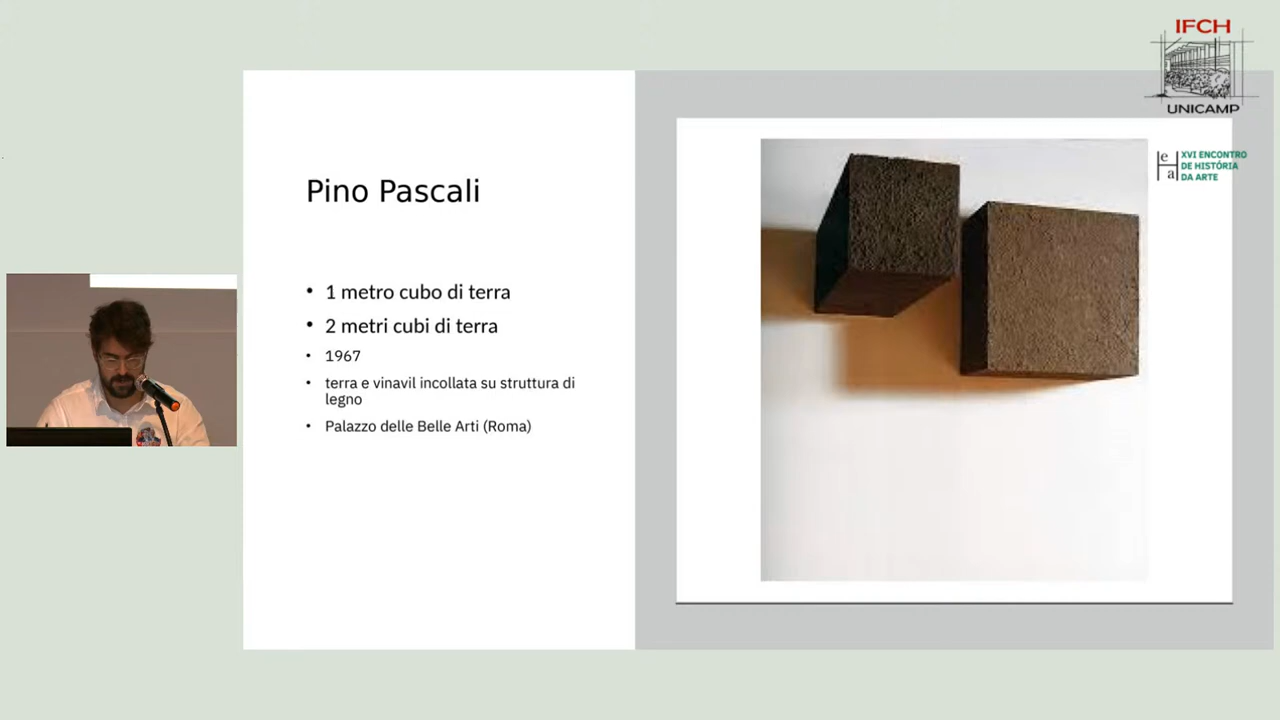 IFCH
UNICAMP
e
a
XVI ENCONTRO
DE HISTÓRIA
DA ARTE
Pino Pascali
• 1 metro cubo di terra
• 2 metri cubi di terra
• 1967
• terra e vinavil incollata su struttura di
legno
• Palazzo delle Belle Arti (Roma)